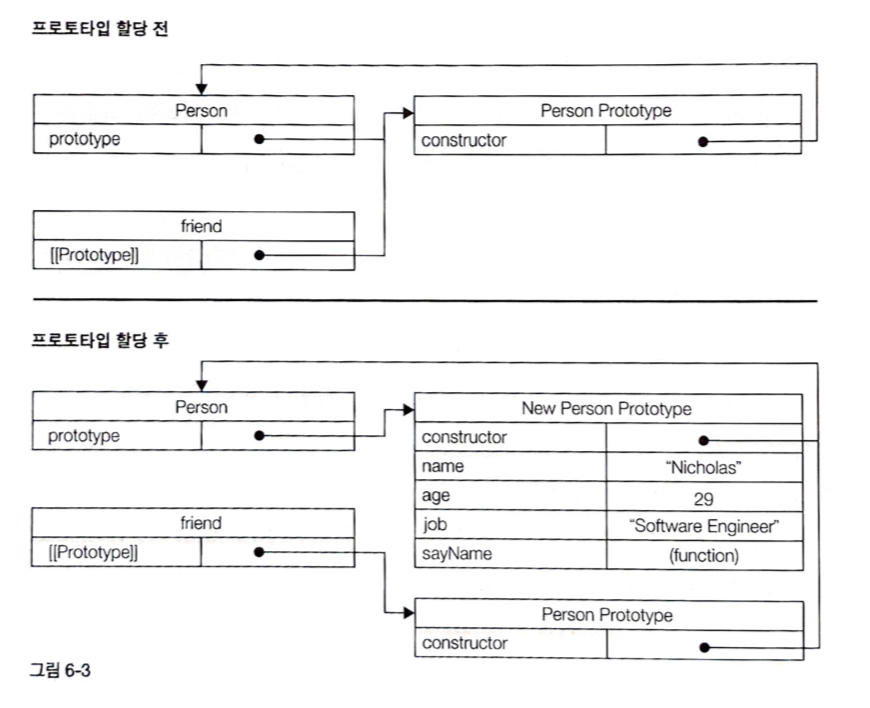 프로토타입 할당 전
Person
prototype
Person Prototype
constructor
friend
[[Prototype]]
프로토타입 할당 후
Person
prototype
New Person Prototype
constructor
name “Nicholas”
age 29
job “Software Engineer”
sayName (function)
friend
[[Prototype]]
Person Prototype
constructor
그림 6-3